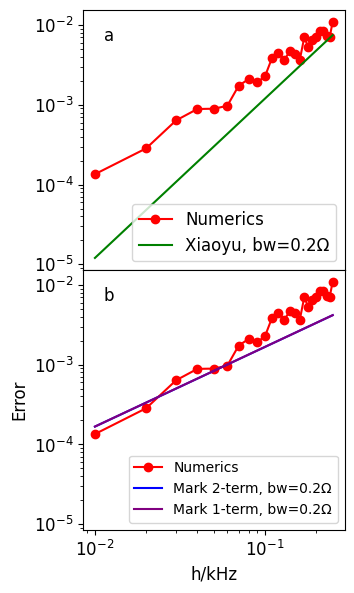 a
10⁻²
10⁻³
10⁻⁴
10⁻⁵
Numerics
Xiaoyu, bw=0.2Ω
b
10⁻²
10⁻³
10⁻⁴
10⁻⁵
Error
Numerics
Mark 2-term, bw=0.2Ω
Mark 1-term, bw=0.2Ω
10⁻² 10⁻¹
h/kHz